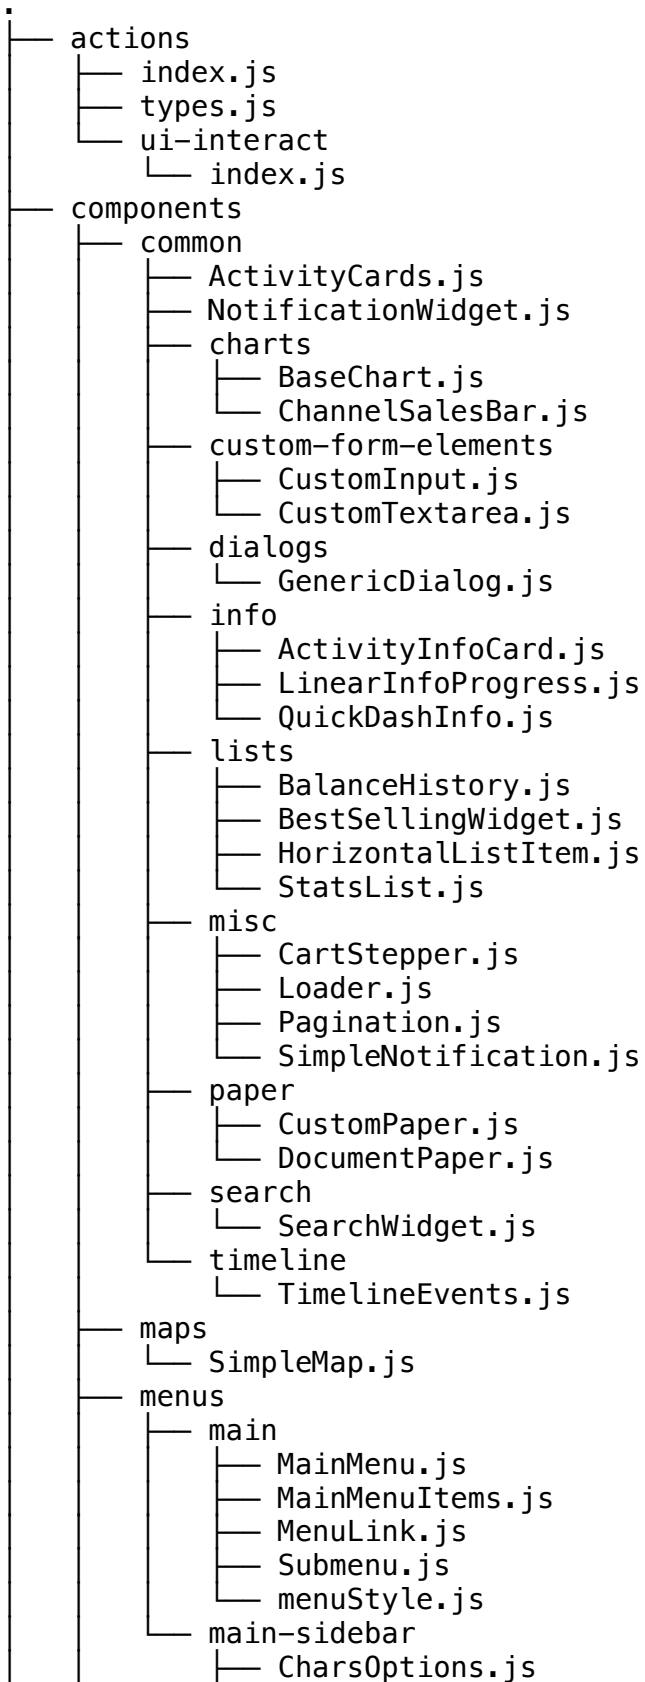 .
├── actions
│   ├── index.js
│   ├── types.js
│   └── ui-interact
│       └── index.js
├── components
│   ├── common
│   │   ├── ActivityCards.js
│   │   ├── NotificationWidget.js
│   │   ├── charts
│   │   │   ├── BaseChart.js
│   │   │   └── ChannelSalesBar.js
│   │   ├── custom-form-elements
│   │   │   ├── CustomInput.js
│   │   │   └── CustomTextarea.js
│   │   ├── dialogs
│   │   │   └── GenericDialog.js
│   │   ├── info
│   │   │   ├── ActivityInfoCard.js
│   │   │   ├── LinearInfoProgress.js
│   │   │   └── QuickDashInfo.js
│   │   ├── lists
│   │   │   ├── BalanceHistory.js
│   │   │   ├── BestSellingWidget.js
│   │   │   ├── HorizontalListItem.js
│   │   │   └── StatsList.js
│   │   ├── misc
│   │   │   ├── CartStepper.js
│   │   │   ├── Loader.js
│   │   │   ├── Pagination.js
│   │   │   └── SimpleNotification.js
│   │   ├── paper
│   │   │   ├── CustomPaper.js
│   │   │   └── DocumentPaper.js
│   │   ├── search
│   │   │   └── SearchWidget.js
│   │   └── timeline
│   │       └── TimelineEvents.js
│   ├── maps
│   │   └── SimpleMap.js
│   ├── menus
│   │   ├── main
│   │   │   ├── MainMenu.js
│   │   │   ├── MainMenuItems.js
│   │   │   ├── MenuLink.js
│   │   │   ├── Submenu.js
│   │   │   └── menuStyle.js
│   │   └── main-sidebar
│   │       ├── CharsOptions.js